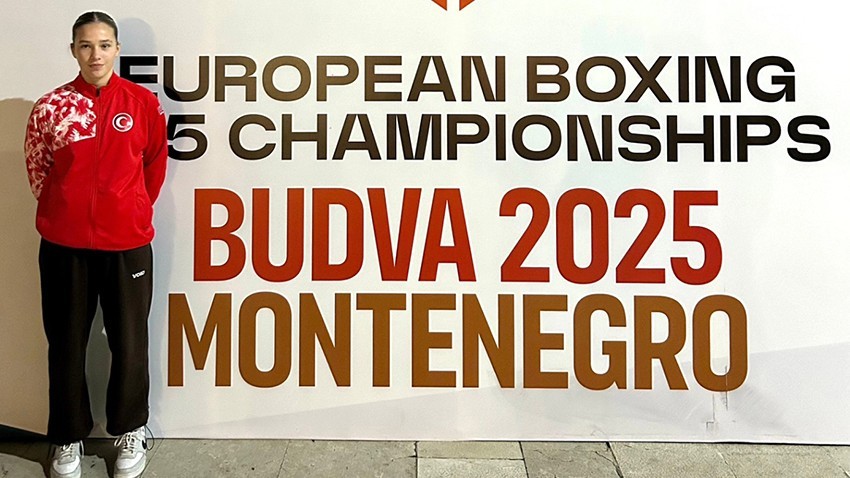 EUROPEAN BOXING
5 CHAMPIONSHIPS
BUDVA 2025
MONTENEGRO